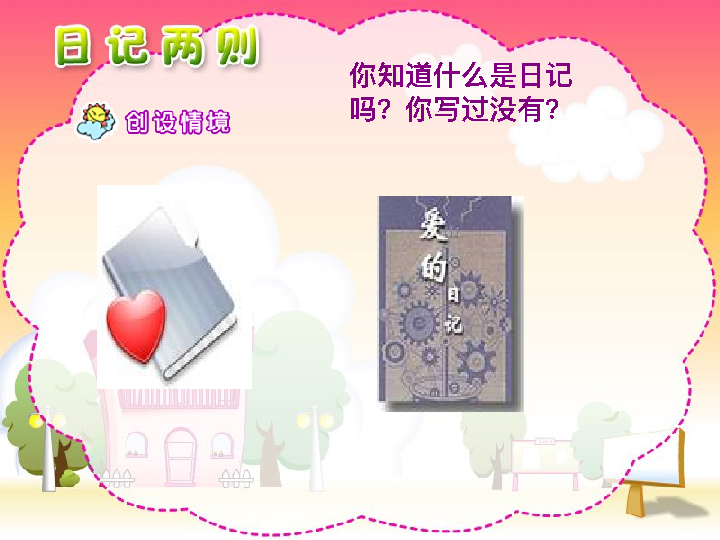 日记两则
你知道什么是日记
吗？你写过没有？
创设情境
爱的
日记